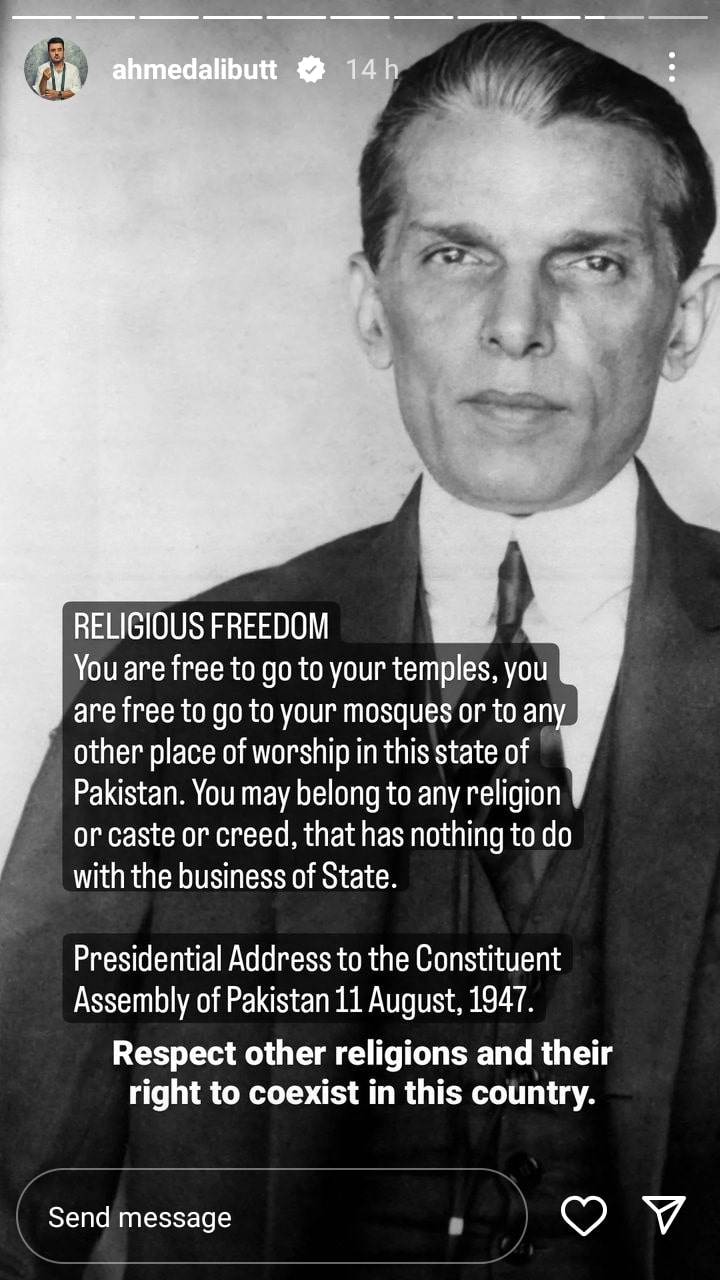 ahmedalibutt 14 h
RELIGIOUS FREEDOM
You are free to go to your temples, you
are free to go to your mosques or to any
other place of worship in this state of
Pakistan. You may belong to any religion
or caste or creed, that has nothing to do
with the business of State.
Presidential Address to the Constituent
Assembly of Pakistan 11 August, 1947.
Respect other religions and their
right to coexist in this country.
Send message